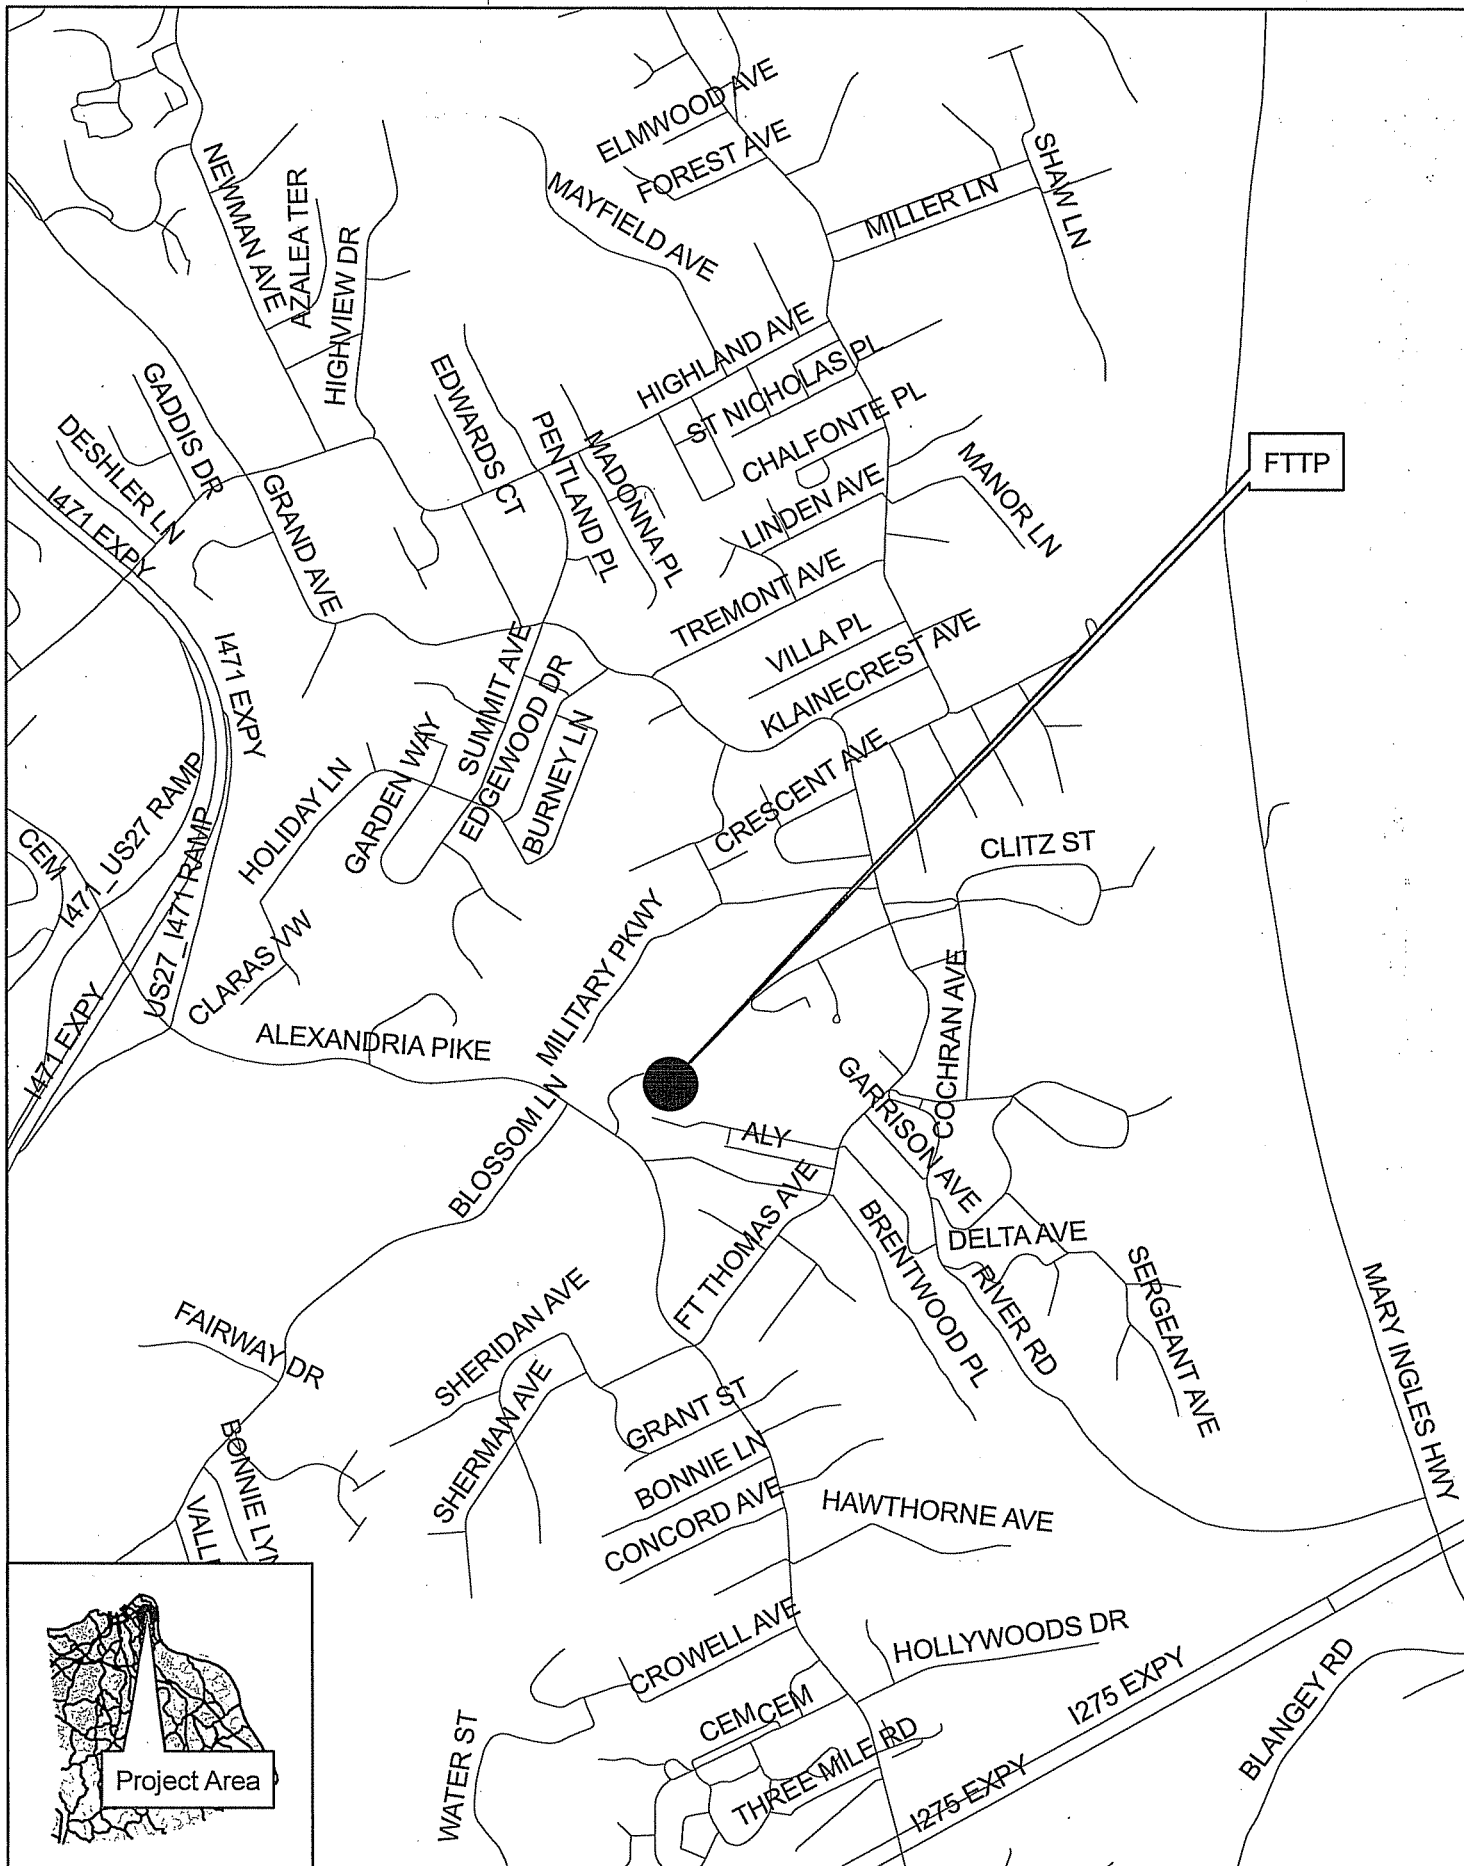 ELMWOOD AVE
FOREST AVE
NEWMAN AVE
AZALEA TER
HIGHVIEW DR
MAYFIELD AVE
MILLER LN
SHAW LN
HIGHLAND AVE
ST NICHOLAS PL
CHALFONTE PL
GADDIS DR
DESHLER LN
I471 EXPY
EDWARDS CT
PENTLAND PL
MADONNA PL
LINDEN AVE
MANOR LN
FTTP
GRAND AVE
TREMONT AVE
VILLA PL
KLAINECREST AVE
I471 EXPY
SUMMIT AVE
EDGEWOOD DR
BURNEY LN
GARDEN WAY
HOLIDAY LN
CRESCENT AVE
CLITZ ST
CEM
I471_US27 RAMP
US27_I471 RAMP
I471 EXPY
CLARAS VW
MILITARY PKWY
ALEXANDRIA PIKE
BLOSSOM LN
COCHRAN AVE
GARRISON AVE
ALY
FT THOMAS AVE
BRENTWOOD PL
DELTA AVE
RIVER RD
SERGEANT AVE
MARY INGLES HWY
FAIRWAY DR
SHERIDAN AVE
SHERMAN AVE
GRANT ST
BONNIE LN
CONCORD AVE
HAWTHORNE AVE
BONNIE LYN
VALL
CROWELL AVE
HOLLYWOODS DR
CEM
CEM
THREE MILE RD
WATER ST
I275 EXPY
I275 EXPY
BLANGEY RD
Project Area